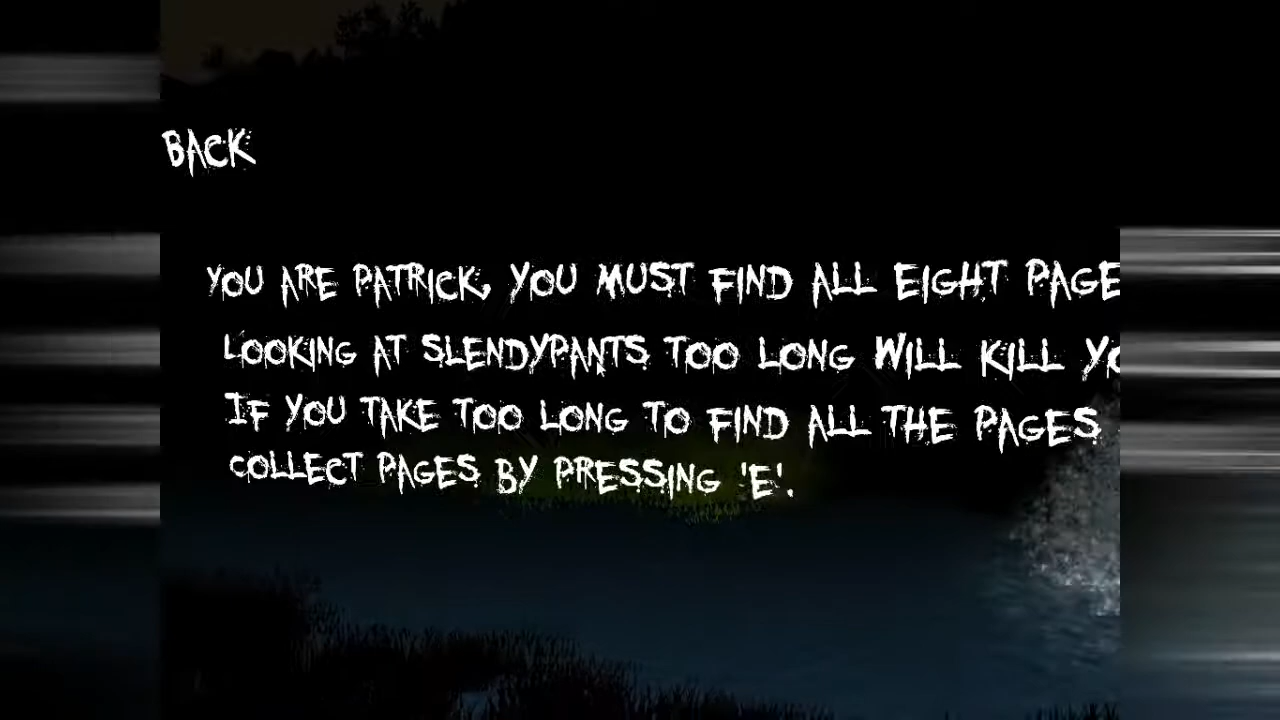 BACK
YOU ARE PATRICK, YOU MUST FIND ALL EIGHT PAGE
LOOKING AT SLENDYPANTS TOO LONG WILL KILL YO
IF YOU TAKE TOO LONG TO FIND ALL THE PAGES
COLLECT PAGES BY PRESSING 'E'.